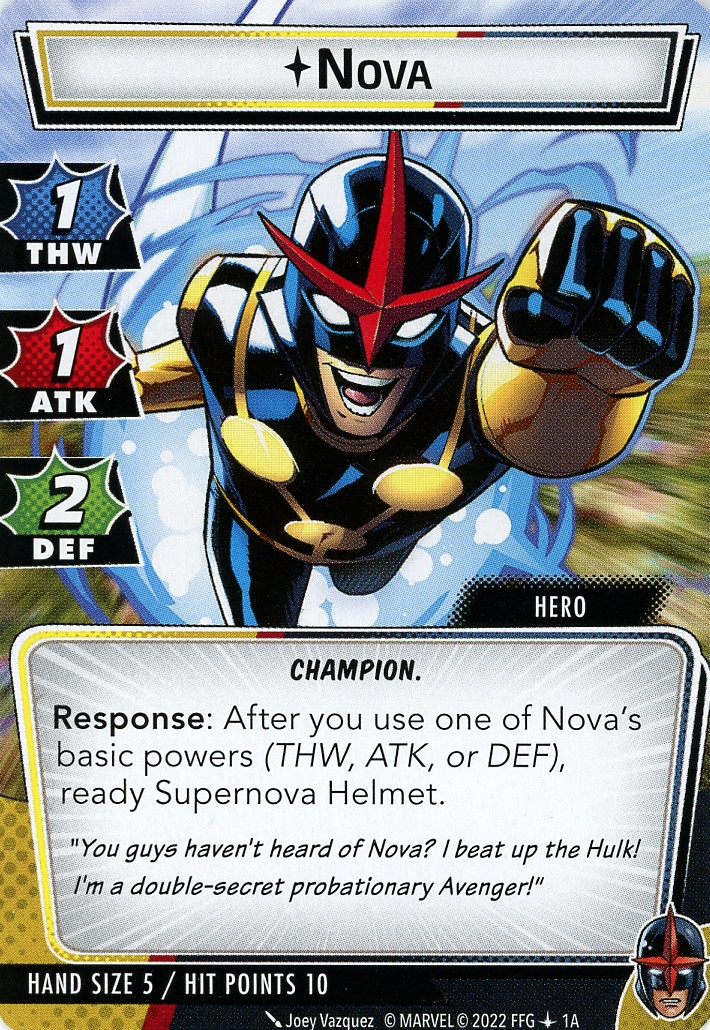 Nova
1
THW
1
ATK
2
DEF
HERO
CHAMPION.
Response: After you use one of Nova's
basic powers (THW, ATK, or DEF),
ready Supernova Helmet.
"You guys haven't heard of Nova? I beat up the Hulk!
I'm a double-secret probationary Avenger!"
HAND SIZE 5 / HIT POINTS 10
Joey Vazquez © MARVEL © 2022 FFG 1A